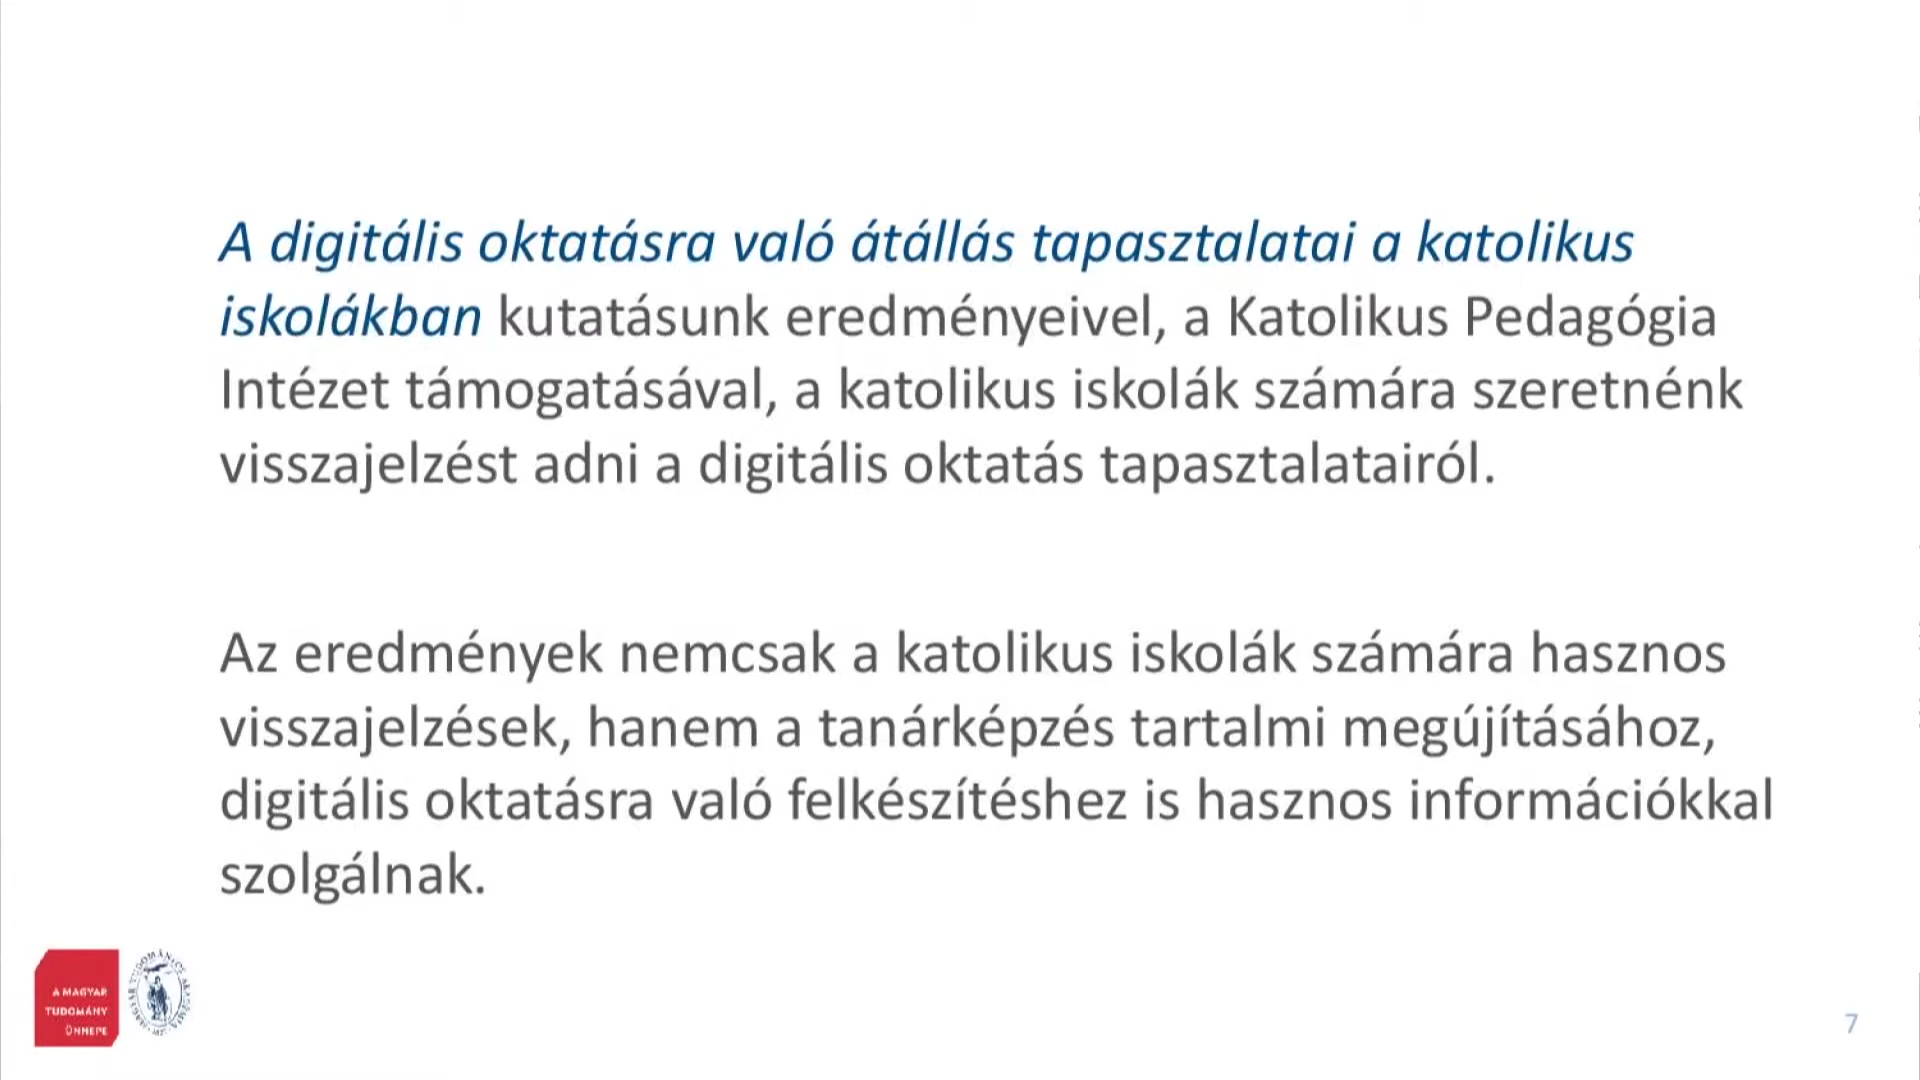 A digitális oktatásra való átállás tapasztalatai a katolikus
iskolákban kutatásunk eredményeivel, a Katolikus Pedagógia
Intézet támogatásával, a katolikus iskolák számára szeretnénk
visszajelzést adni a digitális oktatás tapasztalatairól.
Az eredmények nemcsak a katolikus iskolák számára hasznos
visszajelzések, hanem a tanárképzés tartalmi megújításához,
digitális oktatásra való felkészítéshez is hasznos információkkal
szolgálnak.
A MAGYAR
TUDOMÁNY
ÜNNEPE
7